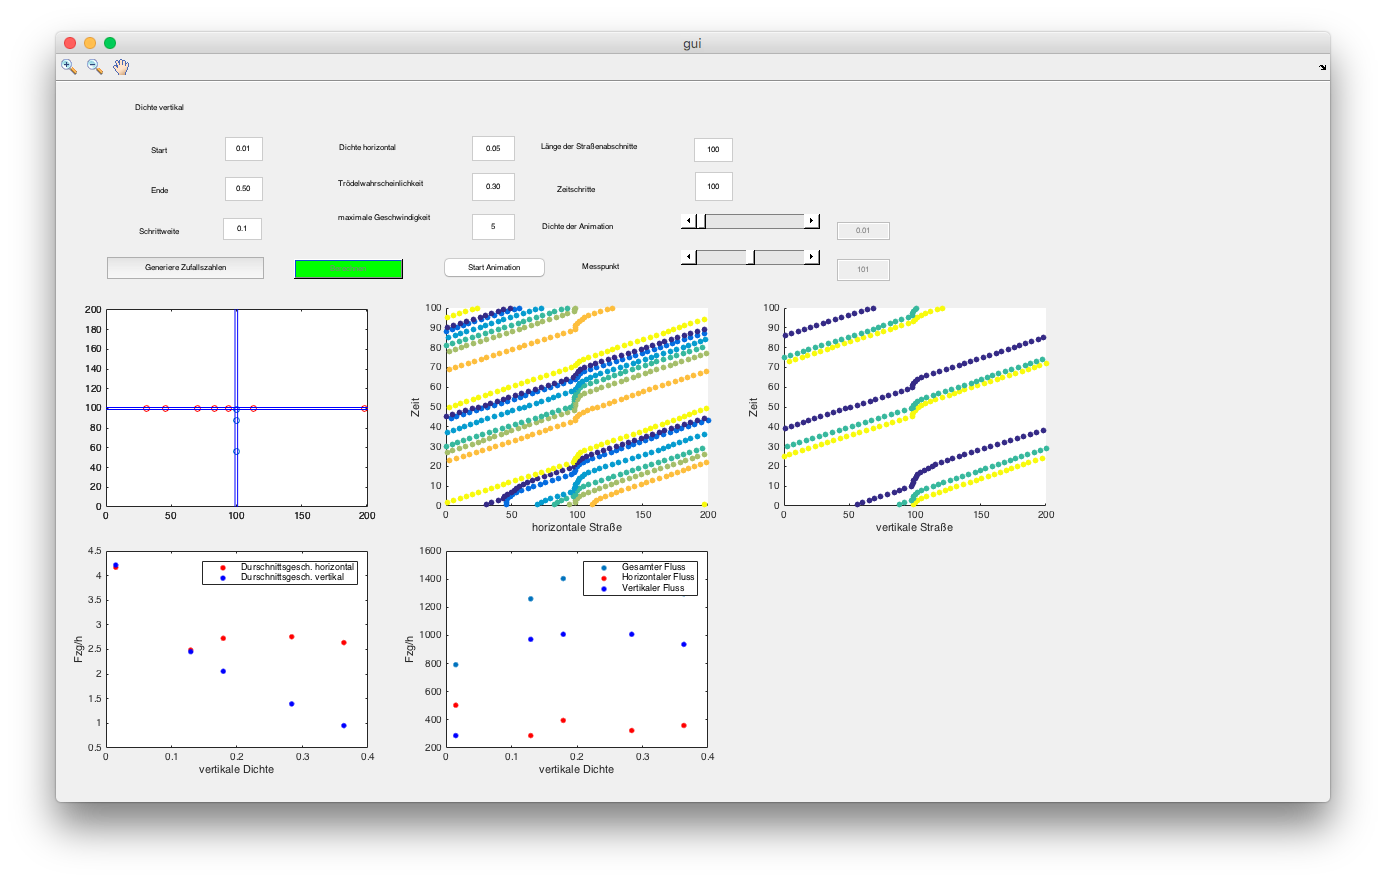 gui
Dichte vertikal
Start 0.01 Dichte horizontal 0.05 Länge der Straßenabschnitte 100
Ende 0.50 Trödelwahrscheinlichkeit 0.30 Zeitschritte 100
Schrittweite 0.1 maximale Geschwindigkeit 5 Dichte der Animation 0.01
Generiere Zufallszahlen Start Animation Messpunkt 101
200
180
160
140
120
100
80
60
40
20
0
0 50 100 150 200
100
90
80
70
60
50
40
30
20
10
0
Zeit
0 50 100 150 200
horizontale Straße
100
90
80
70
60
50
40
30
20
10
0
Zeit
0 50 100 150 200
vertikale Straße
4.5
4
3.5
3
2.5
2
1.5
1
0.5
Fzg/h
Durschnittsgesch. horizontal
Durschnittsgesch. vertikal
0 0.1 0.2 0.3 0.4
vertikale Dichte
1600
1400
1200
1000
800
600
400
200
Fzg/h
Gesamter Fluss
Horizontaler Fluss
Vertikaler Fluss
0 0.1 0.2 0.3 0.4
vertikale Dichte